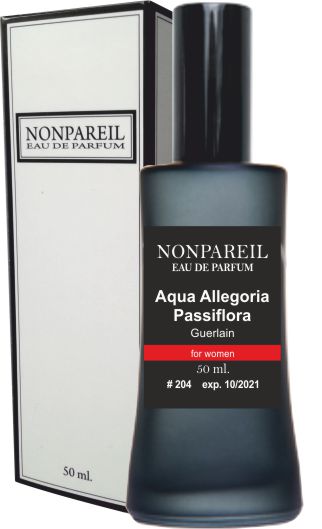 NONPAREIL
EAU DE PARFUM
50 ml.
NONPAREIL
EAU DE PARFUM
Aqua Allegoria
Passiflora
Guerlain
for women
50 ml.
# 204 exp. 10/2021